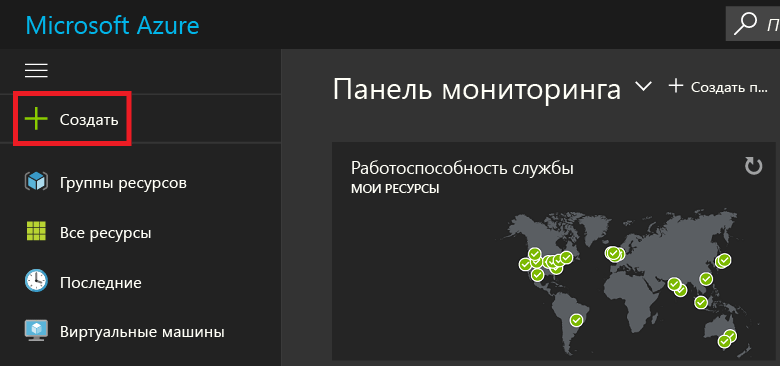 Microsoft Azure
П
Создать
Группы ресурсов
Все ресурсы
Последние
Виртуальные машины
Панель мониторинга
Создать п...
Работоспособность службы
МОИ РЕСУРСЫ